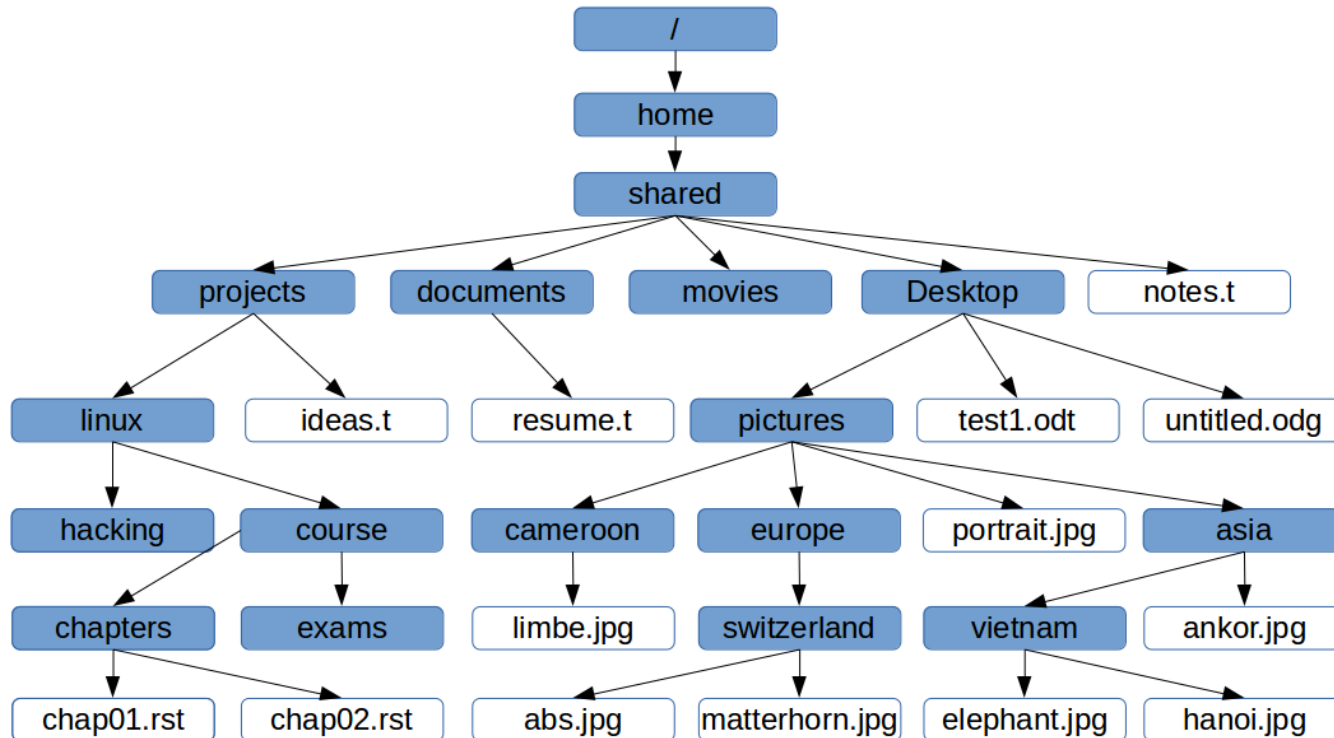 /
home
shared
projects documents movies Desktop notes.t
linux ideas.t resume.t pictures test1.odt untitled.odg
hacking course cameroon europe portrait.jpg asia
chapters exams limbe.jpg switzerland vietnam ankor.jpg
chap01.rst chap02.rst abs.jpg matterhorn.jpg elephant.jpg hanoi.jpg